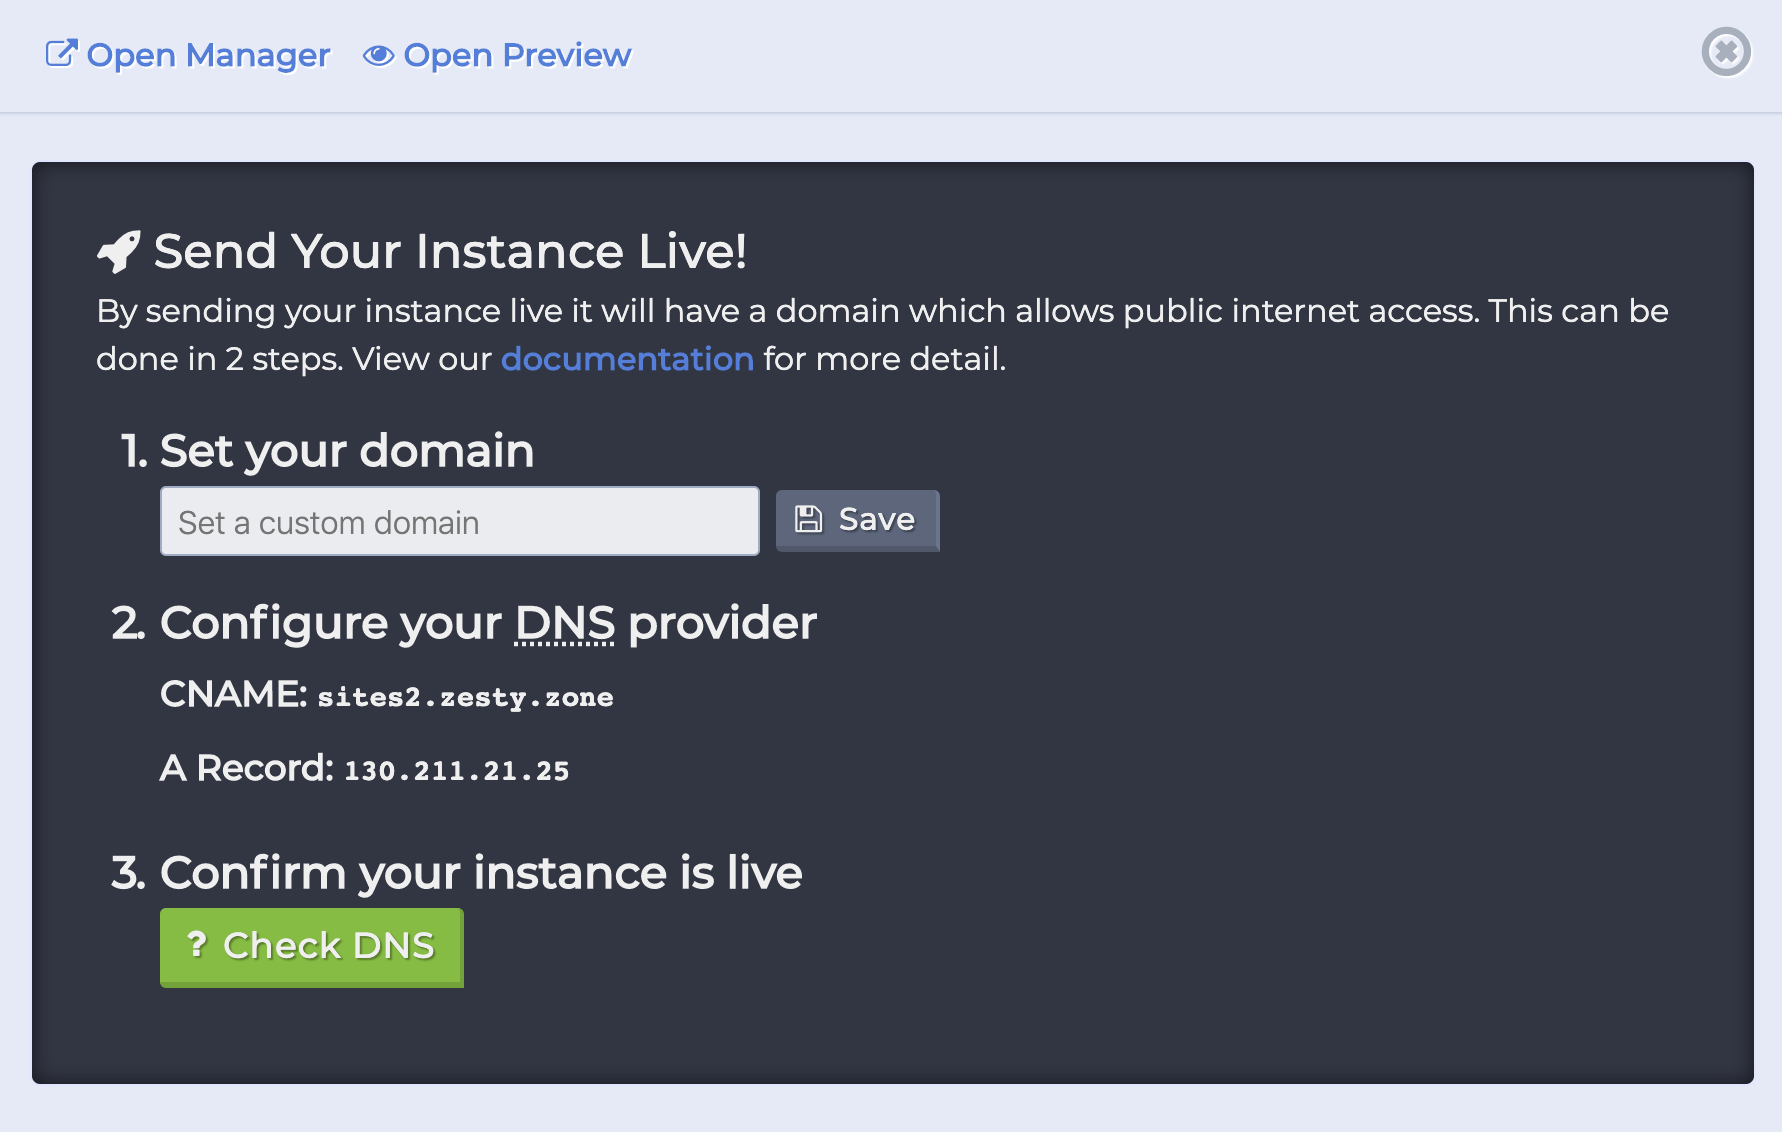 Open Manager Open Preview
Send Your Instance Live!
By sending your instance live it will have a domain which allows public internet access. This can be
done in 2 steps. View our documentation for more detail.
1. Set your domain
Set a custom domain Save
2. Configure your DNS provider
CNAME: sites2.zesty.zone
A Record: 130.211.21.25
3. Confirm your instance is live
? Check DNS